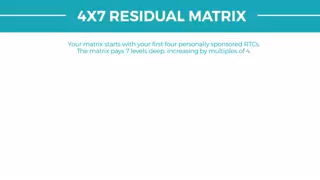 4X7 RESIDUAL MATRIX
Your matrix starts with your first four personally sponsored RTCs.
The matrix pays 7 levels deep, increasing by multiples of 4.